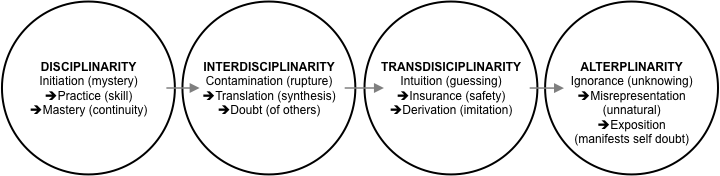 DISCIPLINARITY
Initiation (mystery)
➔Practice (skill)
➔Mastery (continuity)
INTERDISCIPLINARITY
Contamination (rupture)
➔Translation (synthesis)
➔Doubt (of others)
TRANSDISICIPLINARITY
Intuition (guessing)
➔Insurance (safety)
➔Derivation (imitation)
ALTERPLINARITY
Ignorance (unknowing)
➔Misrepresentation
(unnatural)
➔Exposition
(manifests self doubt)